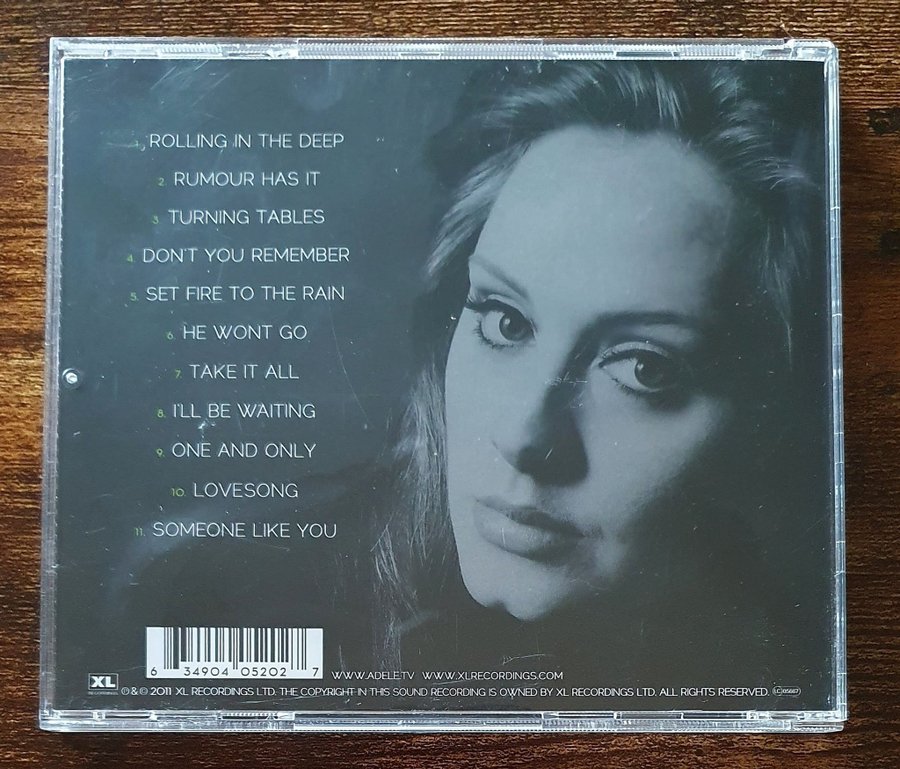 1. ROLLING IN THE DEEP
2. RUMOUR HAS IT
3. TURNING TABLES
4. DON'T YOU REMEMBER
5. SET FIRE TO THE RAIN
6. HE WONT GO
7. TAKE IT ALL
8. I'LL BE WAITING
9. ONE AND ONLY
10. LOVESONG
11. SOMEONE LIKE YOU
6 34904 05202 7
WWW.ADELE.TV WWW.XLRECORDINGS.COM
XL
RECORDINGS
℗ & © 2011 XL RECORDINGS LTD. THE COPYRIGHT IN THIS SOUND RECORDING IS OWNED BY XL RECORDINGS LTD. ALL RIGHTS RESERVED. LC 05667